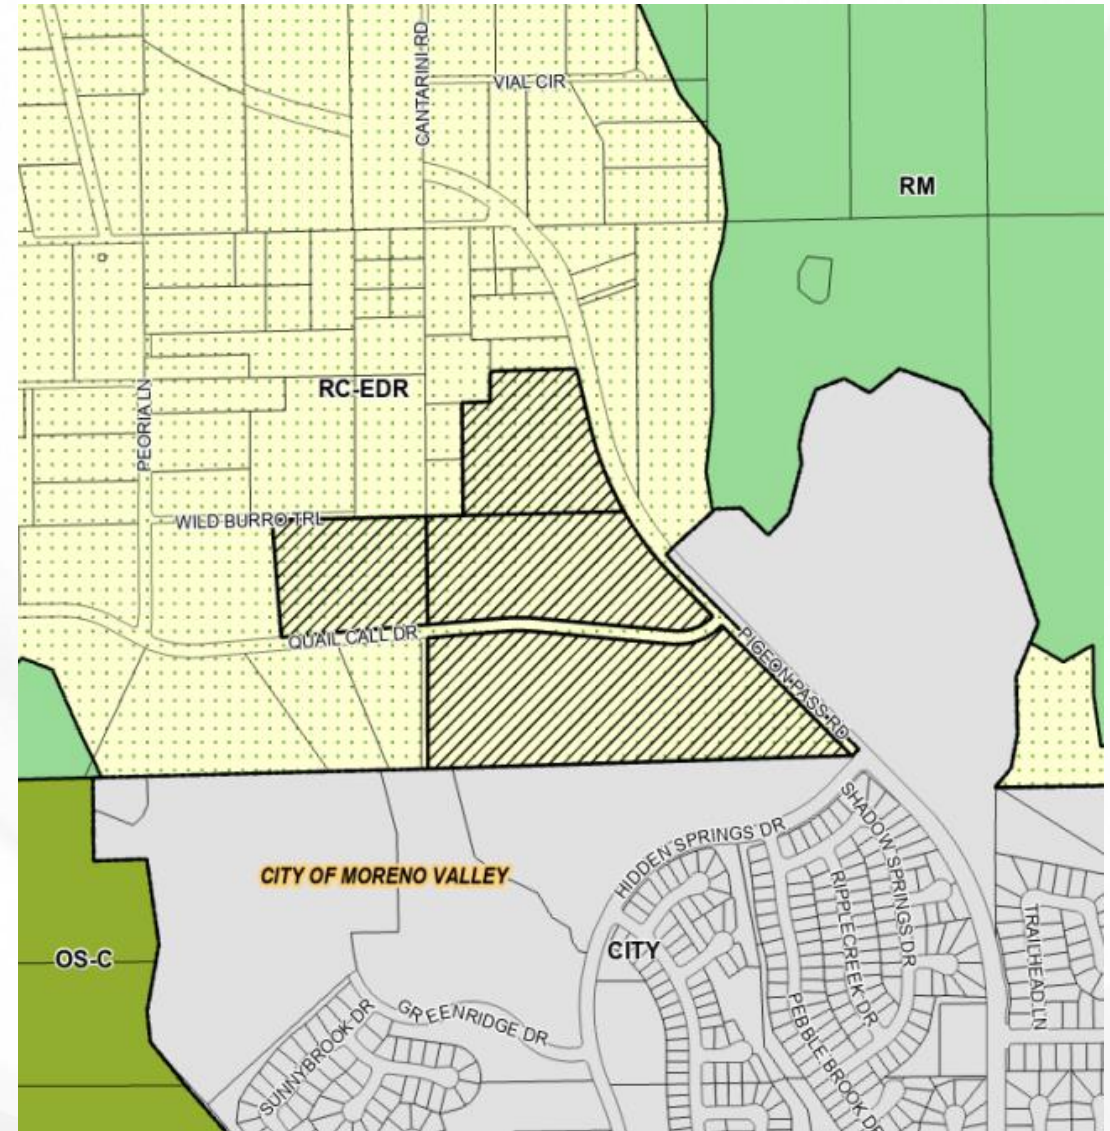 CANTARINI RD
VIAL CIR
RM
RC-EDR
PEORIA LN
WILD BURRO TRL
QUAIL CALL DR
PIGEON PASS RD
SHADOW SPRINGS DR
HIDDEN SPRINGS DR
CITY OF MORENO VALLEY
RIPPLECREEK DR
TRAILHEAD LN
CITY
OS-C
PEBBLE BROOK DR
GREENRIDGE DR
SUNNYBROOK DR